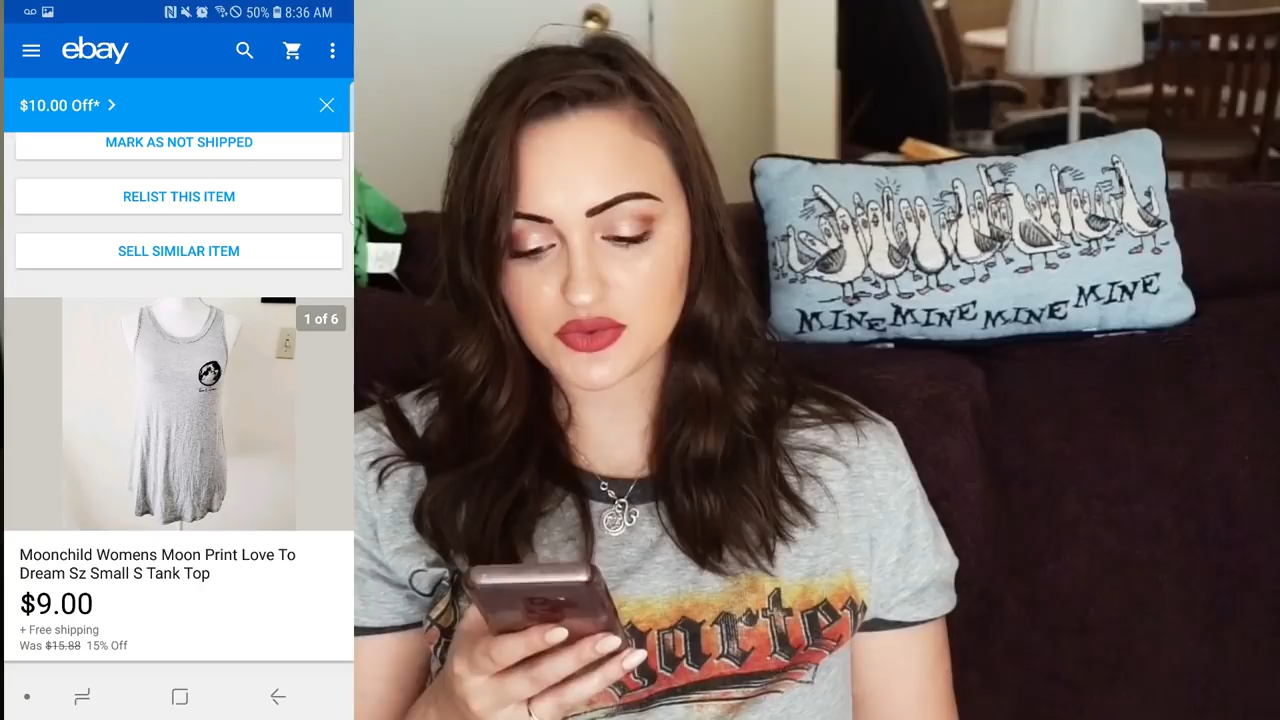 50% 8:36 AM
ebay
$10.00 Off*
MARK AS NOT SHIPPED
RELIST THIS ITEM
SELL SIMILAR ITEM
1 of 6
Moonchild Womens Moon Print Love To
Dream Sz Small S Tank Top
$9.00
+ Free shipping
Was $15.88 15% Off
MINE MINE MINE MINE